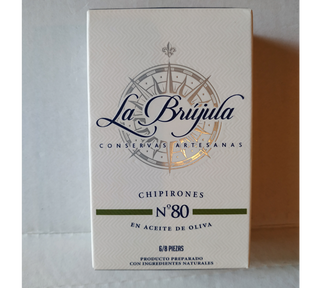 La Brújula
CONSERVAS ARTESANAS
CHIPIRONES
Nº80
EN ACEITE DE OLIVA
6/8 PIEZAS
PRODUCTO PREPARADO
CON INGREDIENTES NATURALES